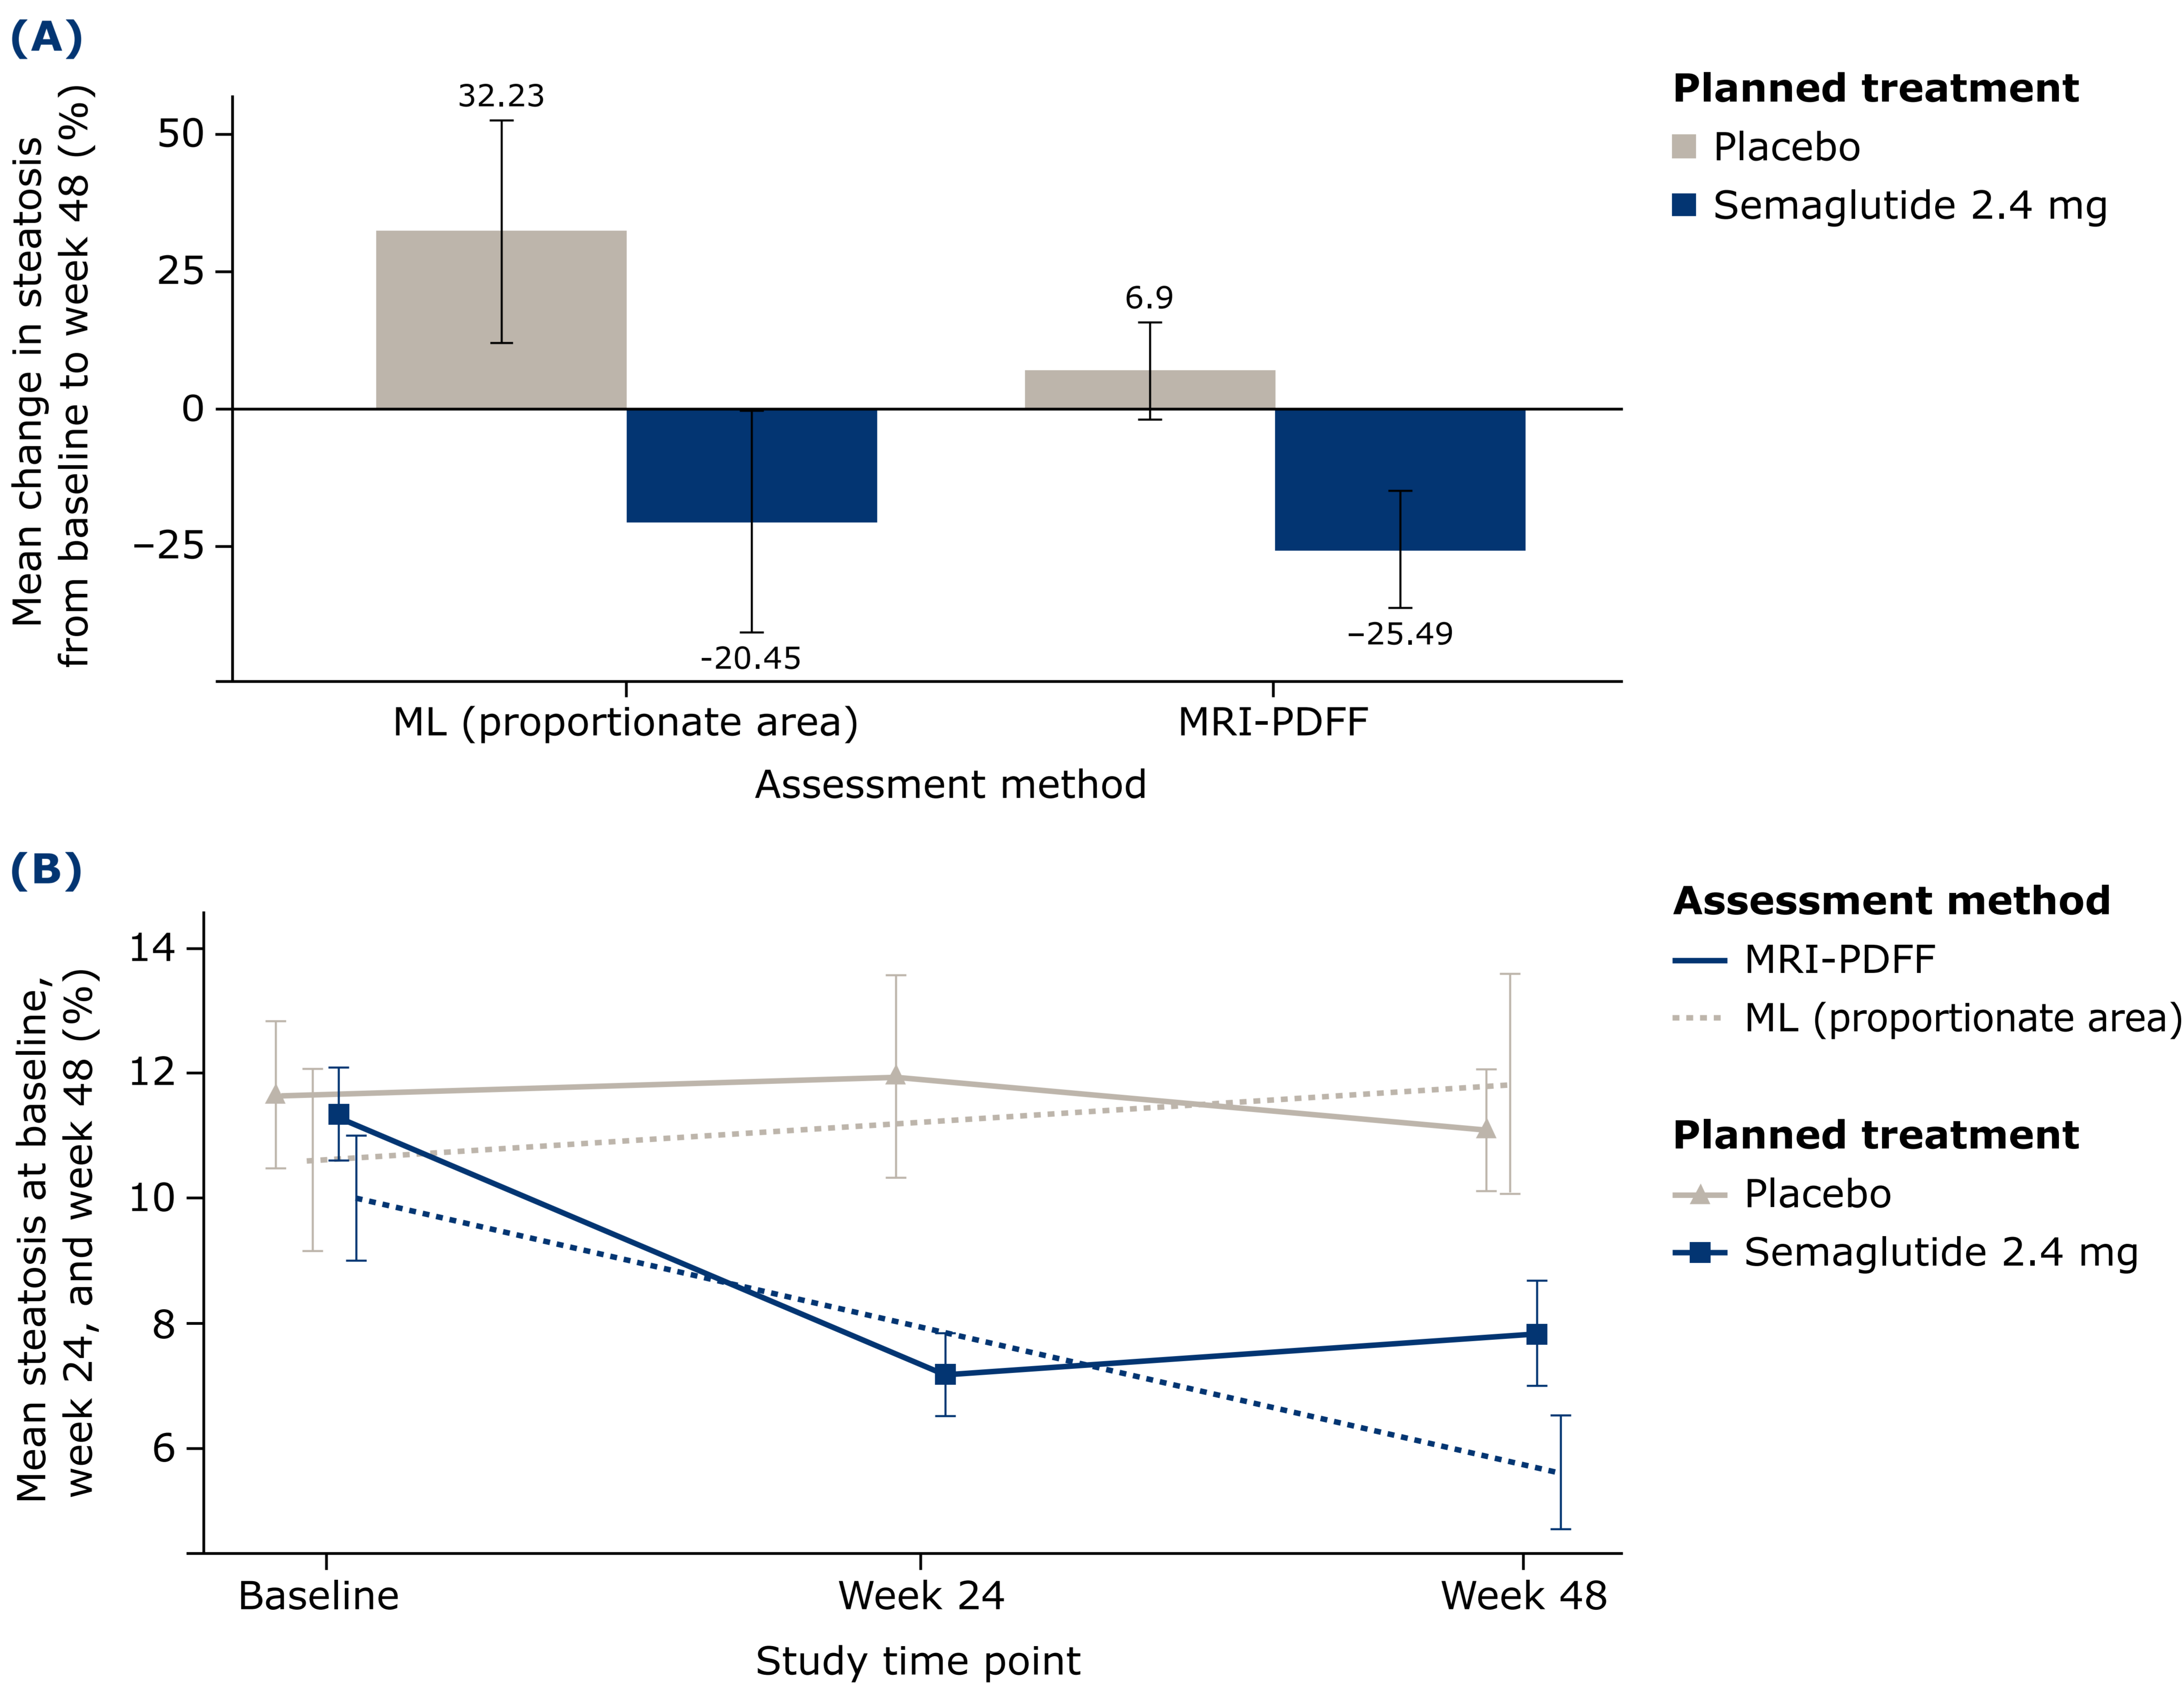 (A)
Mean change in steatosis
from baseline to week 48 (%)
50
25
0
−25
32.23
-20.45
6.9
−25.49
ML (proportionate area)
MRI-PDFF
Assessment method
Planned treatment
Placebo
Semaglutide 2.4 mg
(B)
Mean steatosis at baseline,
week 24, and week 48 (%)
14
12
10
8
6
Baseline
Week 24
Week 48
Study time point
Assessment method
MRI-PDFF
ML (proportionate area)
Planned treatment
Placebo
Semaglutide 2.4 mg